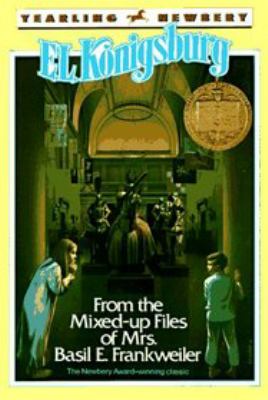 YEARLING NEWBERY
E.L. Konigsburg
From the
Mixed-up Files
of Mrs.
Basil E. Frankweiler
The Newbery Award-winning classic